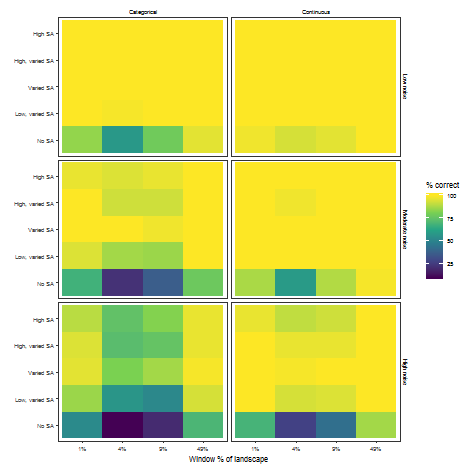 Categorical Continuous
High SA
High, varied SA
Varied SA
Low, varied SA
No SA
Low noise
High SA
High, varied SA
Varied SA
Low, varied SA
No SA
Moderate noise
High SA
High, varied SA
Varied SA
Low, varied SA
No SA
High noise
1% 4% 9% 49% 1% 4% 9% 49%
Window % of landscape
% correct
100
75
50
25